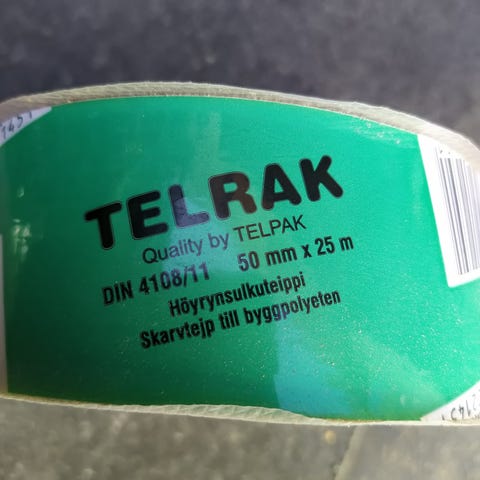 TELRAK
Quality by TELPAK
DIN 4108/11 50 mm x 25 m
Höyrynsulkuteippi
Skarvtejp till byggpolyeten